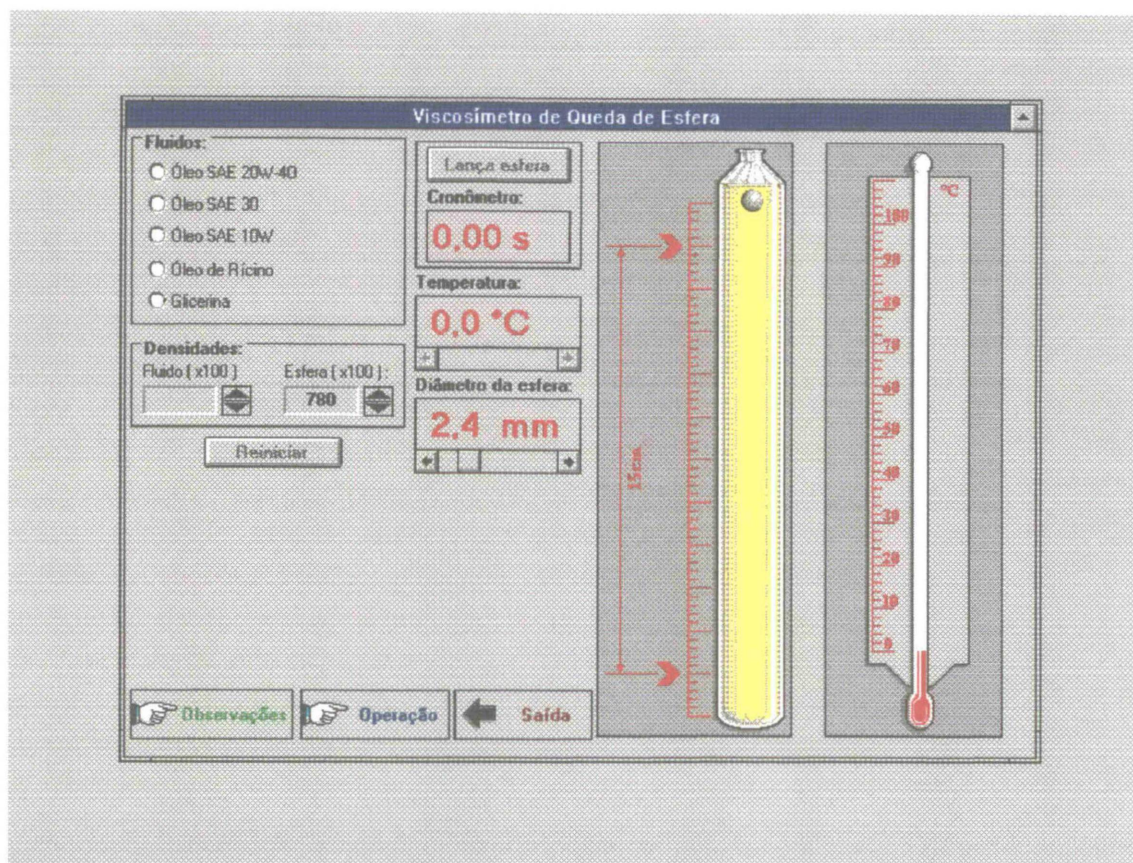 Viscosímetro de Queda de Esfera
Fluidos:
Óleo SAE 20W-40
Óleo SAE 30
Óleo SAE 10W
Óleo de Rícino
Glicerina
Densidades:
Fluido ( x100 )
Esfera ( x100 ) :
780
Reiniciar
Lança esfera
Cronômetro:
0,00 s
Temperatura:
0,0 °C
Diâmetro da esfera:
2,4 mm
15cm
°C
100
90
80
70
60
50
40
30
20
10
0
Observações
Operação
Saída